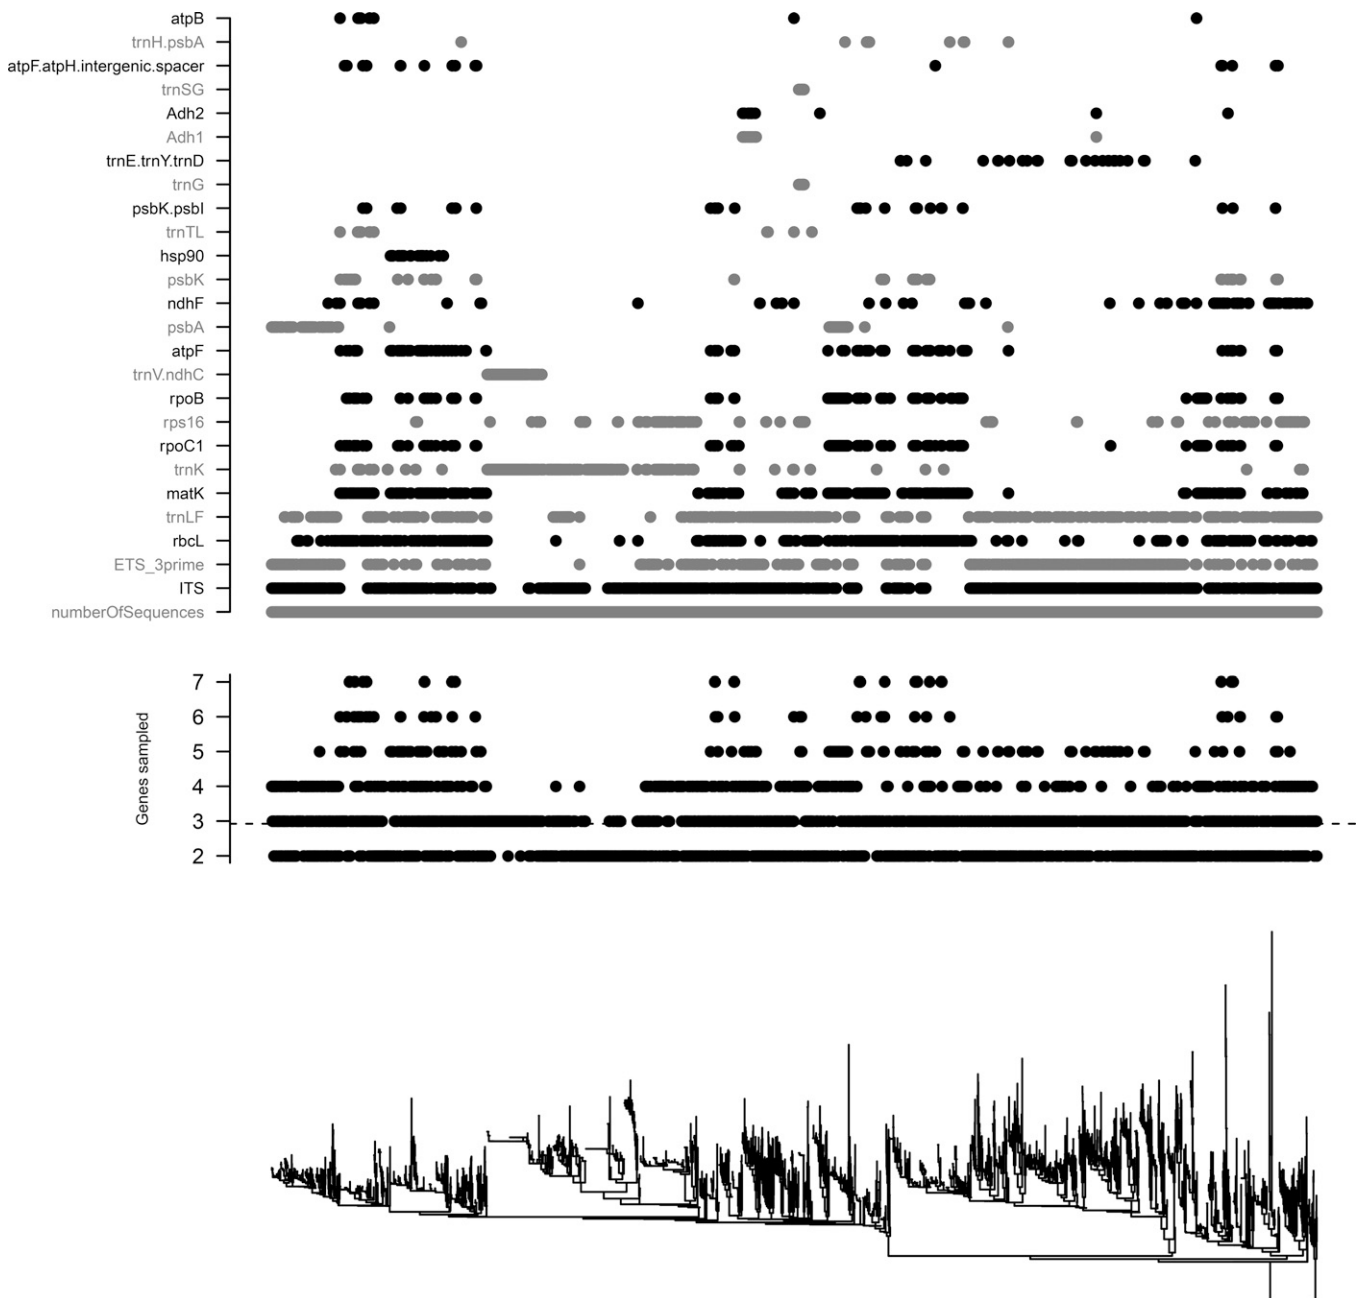 atpB
trnH.psbA
atpF.atpH.intergenic.spacer
trnSG
Adh2
Adh1
trnE.trnY.trnD
trnG
psbK.psbI
trnTL
hsp90
psbK
ndhF
psbA
atpF
trnV.ndhC
rpoB
rps16
rpoC1
trnK
matK
trnLF
rbcL
ETS_3prime
ITS
numberOfSequences
Genes sampled
7
6
5
4
3
2